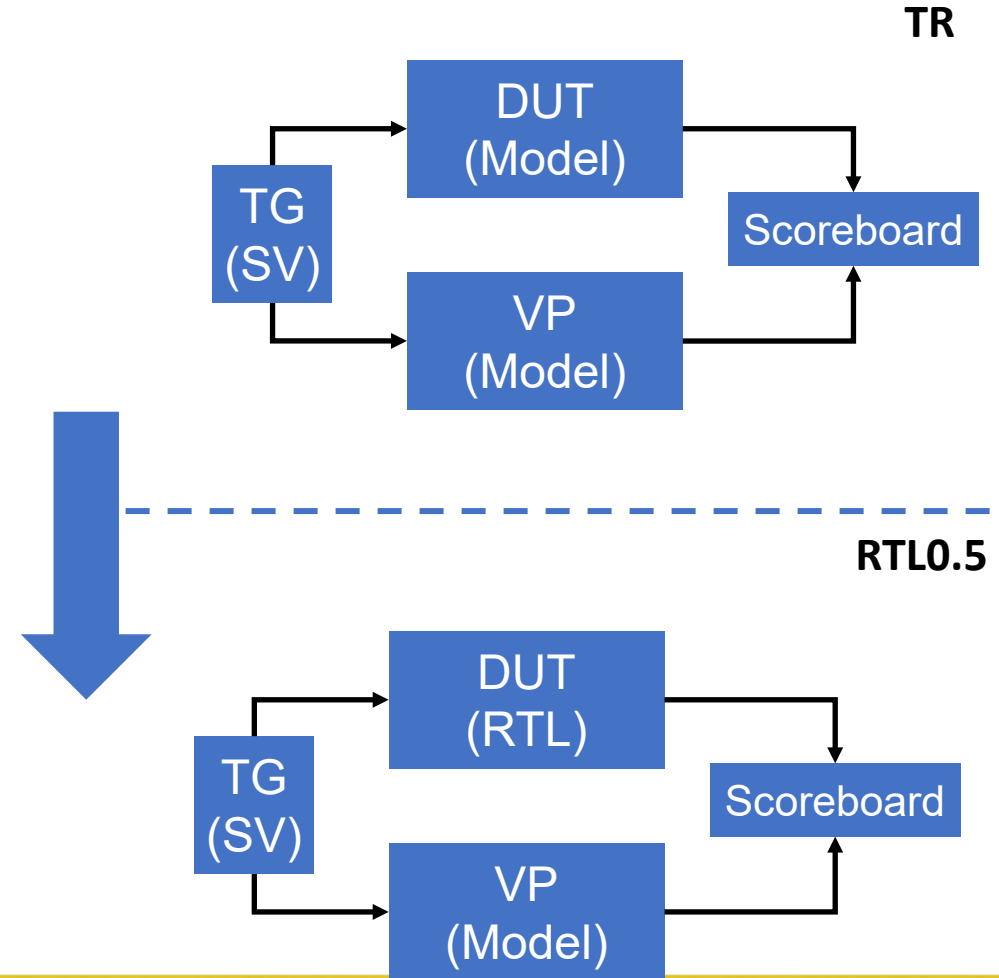 TR
DUT
(Model)
TG
(SV)
Scoreboard
VP
(Model)
RTL0.5
DUT
(RTL)
TG
(SV)
Scoreboard
VP
(Model)